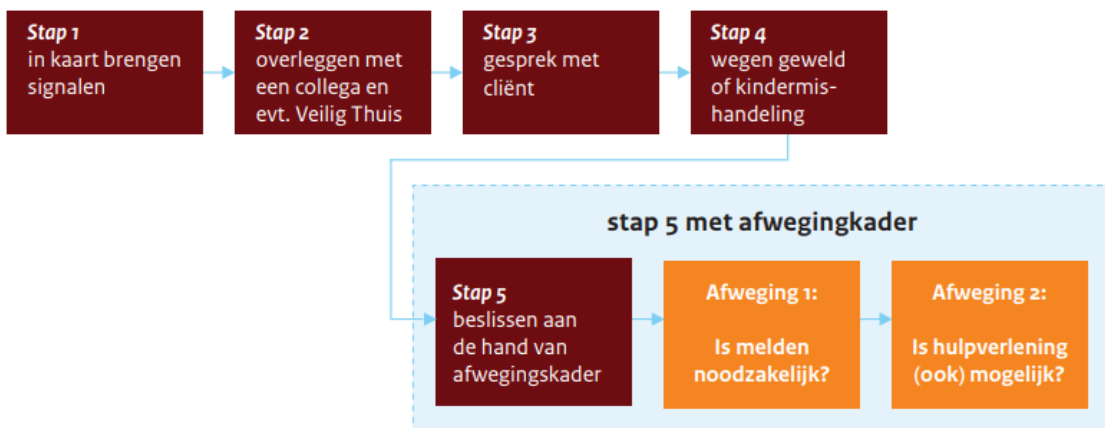 Stap 1
in kaart brengen
signalen
Stap 2
overleggen met
een collega en
evt. Veilig Thuis
Stap 3
gesprek met
cliënt
Stap 4
wegen geweld
of kindermis-
handeling
stap 5 met afwegingkader
Stap 5
beslissen aan
de hand van
afwegingskader
Afweging 1:
Is melden
noodzakelijk?
Afweging 2:
Is hulpverlening
(ook) mogelijk?